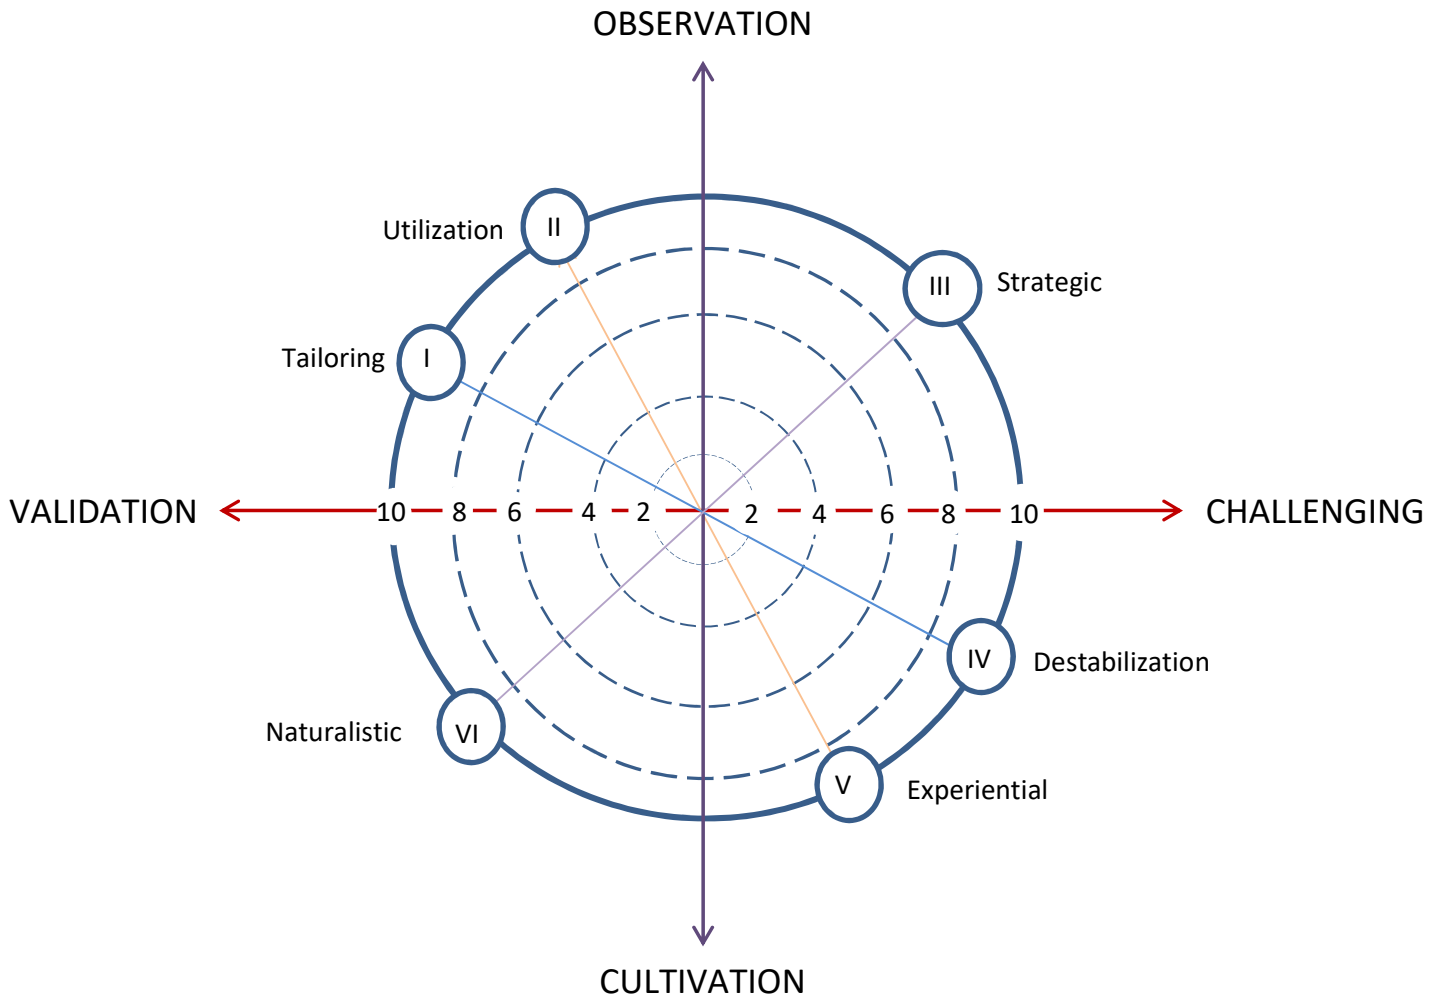 OBSERVATION
Utilization
II
III
Strategic
Tailoring
I
VALIDATION
10 8 6 4 2 2 4 6 8 10
CHALLENGING
IV
Destabilization
Naturalistic
VI
V
Experiential
CULTIVATION